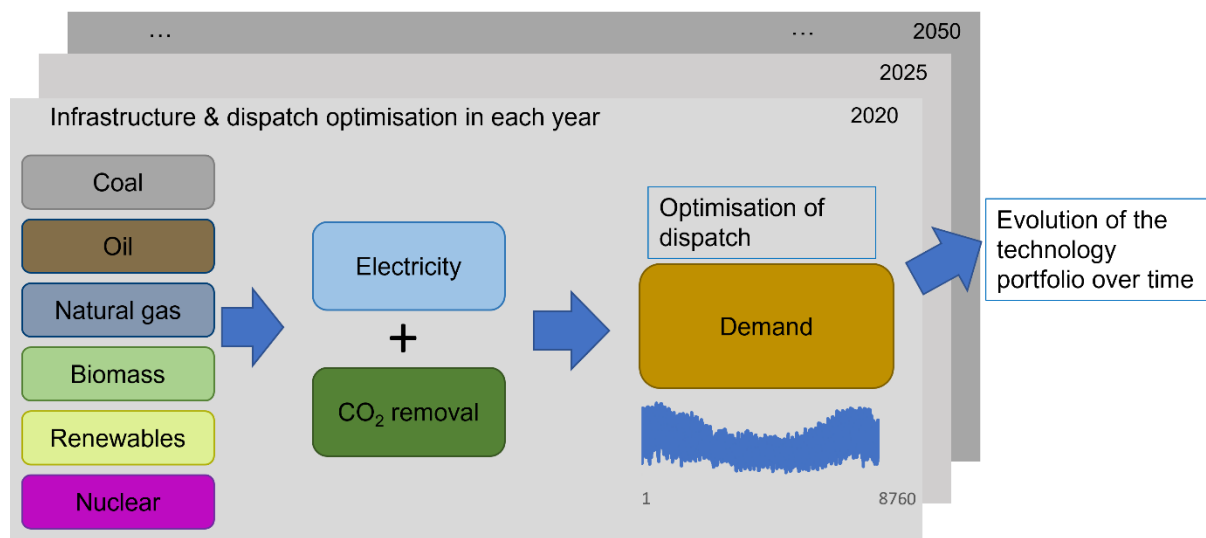 ... ... 2050
2025
2020
Infrastructure & dispatch optimisation in each year
Coal
Oil
Natural gas
Biomass
Renewables
Nuclear
Electricity
+
CO₂ removal
Optimisation of
dispatch
Demand
1 8760
Evolution of the
technology
portfolio over time